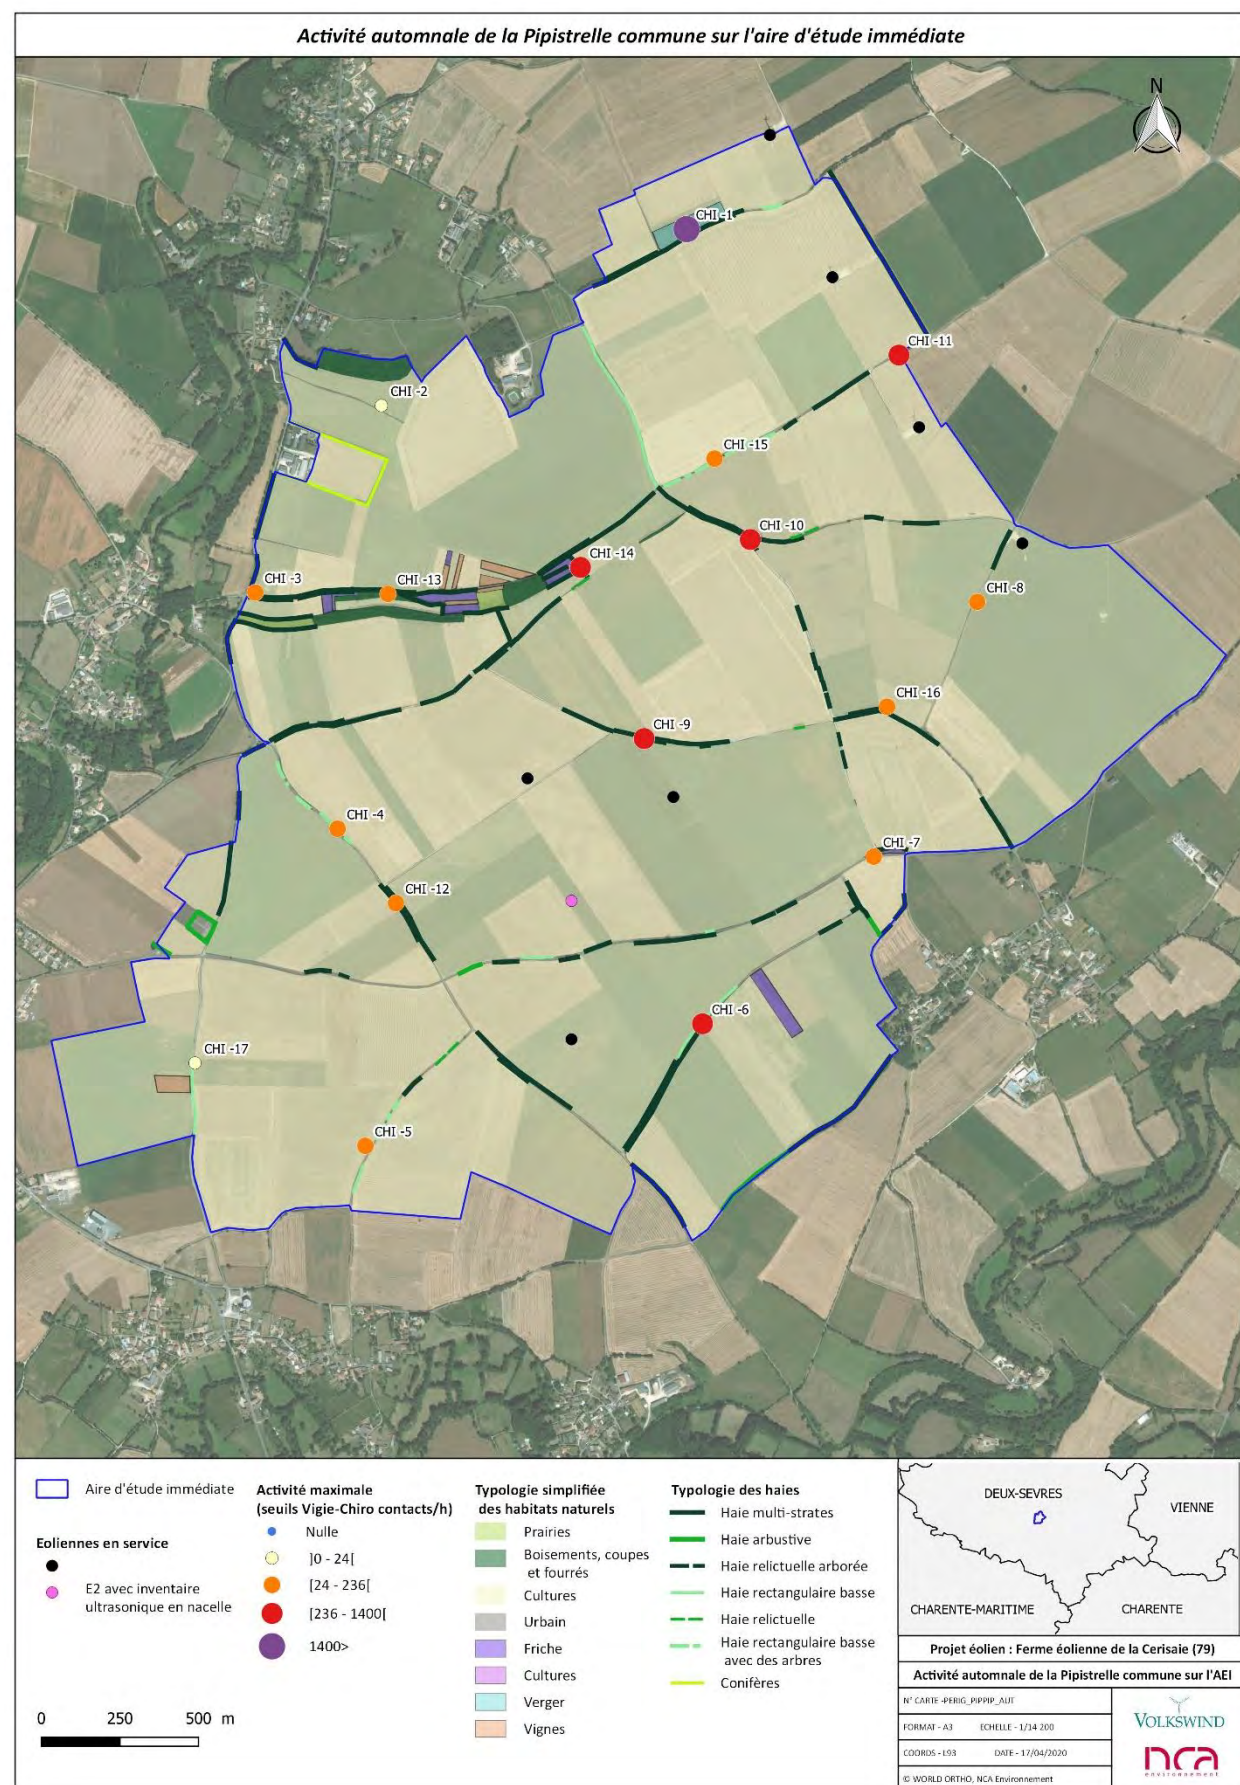 Activité automnale de la Pipistrelle commune sur l'aire d'étude immédiate
N
CHI -1
CHI -11
CHI -2
CHI -15
CHI -10
CHI -14
CHI -3
CHI -13
CHI -8
CHI -16
CHI -9
CHI -4
CHI -7
CHI -12
CHI -6
CHI -17
CHI -5
Aire d'étude immédiate
Eoliennes en service
E2 avec inventaire
ultrasonique en nacelle
0 250 500 m
Activité maximale
(seuils Vigie-Chiro contacts/h)
Nulle
]0 - 24[
[24 - 236[
[236 - 1400[
1400>
Typologie simplifiée
des habitats naturels
Prairies
Boisements, coupes
et fourrés
Cultures
Urbain
Friche
Cultures
Verger
Vignes
Typologie des haies
Haie multi-strates
Haie arbustive
Haie relictuelle arborée
Haie rectangulaire basse
Haie relictuelle
Haie rectangulaire basse
avec des arbres
Conifères
DEUX-SEVRES
VIENNE
CHARENTE-MARITIME
CHARENTE
Projet éolien : Ferme éolienne de la Cerisaie (79)
Activité automnale de la Pipistrelle commune sur l'AEI
N° CARTE -PERIG_PIPPIP_AUT
FORMAT - A3 ECHELLE - 1/14 200
COORDS - L93 DATE - 17/04/2020
© WORLD ORTHO, NCA Environnement
VOLKSWIND
nca
environnement